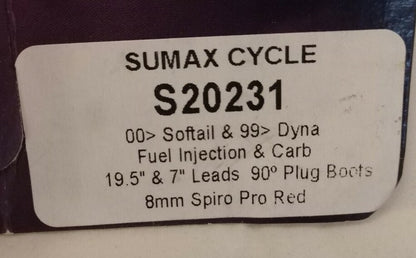 SUMAX CYCLE
S20231
00> Softail & 99> Dyna
Fuel Injection & Carb
19.5" & 7" Leads 90º Plug Boots
8mm Spiro Pro Red